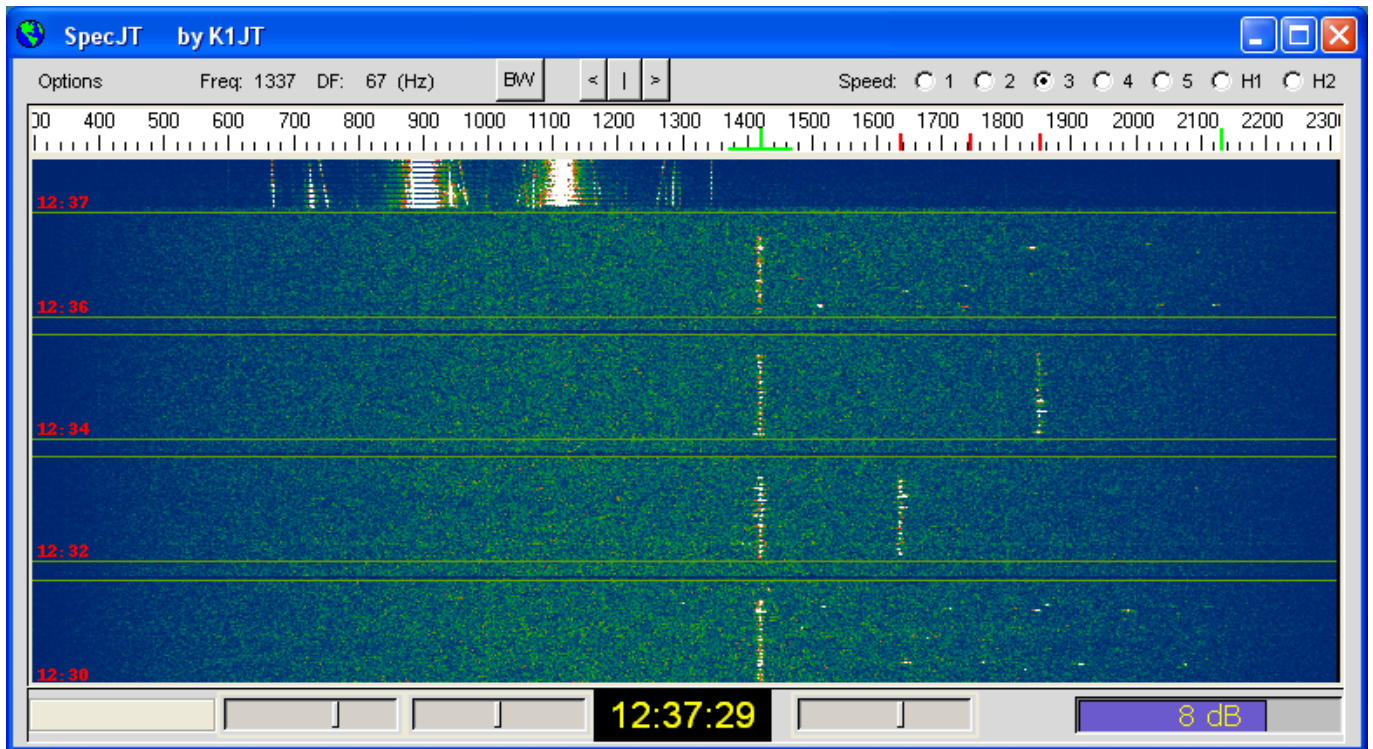 SpecJT by K1JT
Options Freq: 1337 DF: 67 (Hz) BW < | > Speed: 1 2 3 4 5 H1 H2
00 400 500 600 700 800 900 1000 1100 1200 1300 1400 1500 1600 1700 1800 1900 2000 2100 2200 2300
12:37
12:36
12:34
12:32
12:30
12:37:29 8 dB